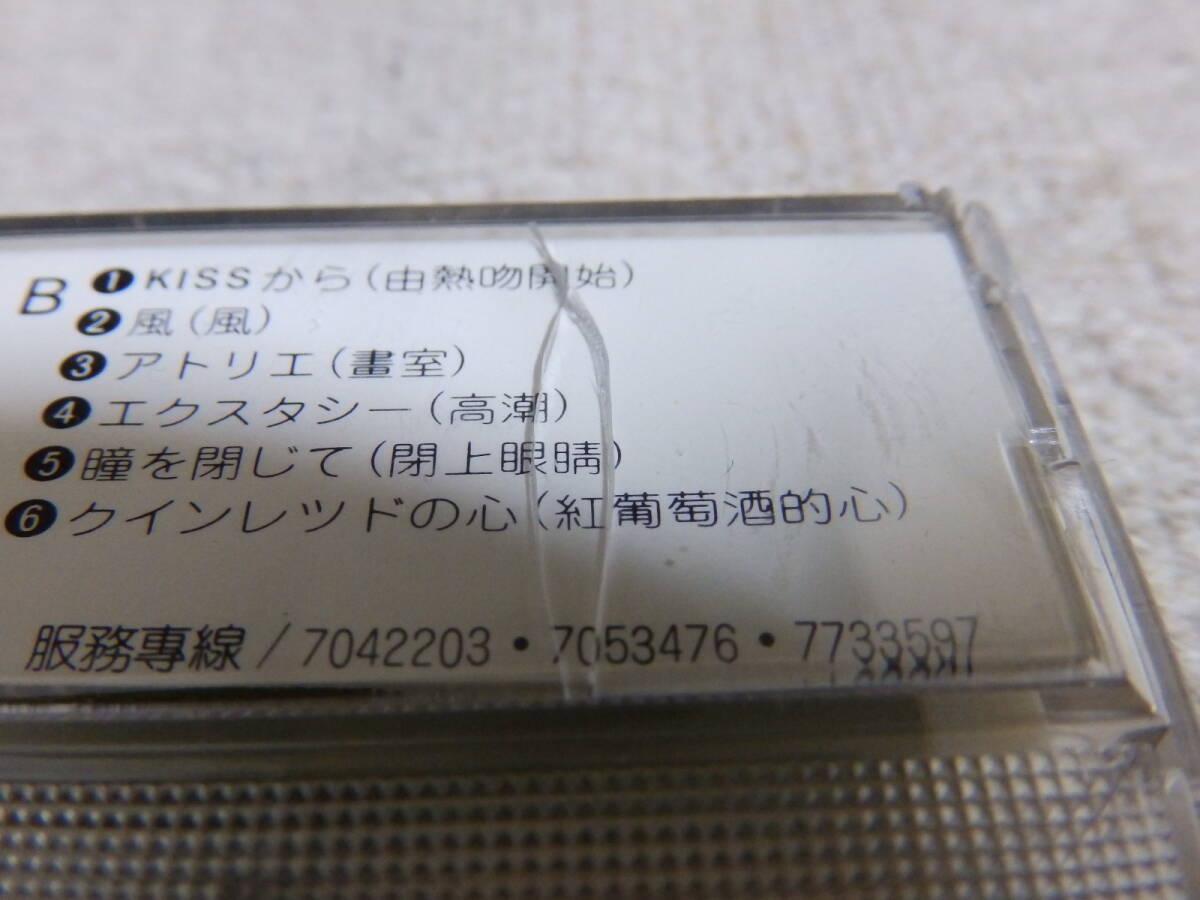 B ❶ KISSから(由熱吻開始)
❷ 風(風)
❸ アトリエ(畫室)
❹ エクスタシー(高潮)
❺ 瞳を閉じて(閉上眼睛)
❻ クインレツドの心(紅葡萄酒的心)
服務專線/7042203・7053476・7733597